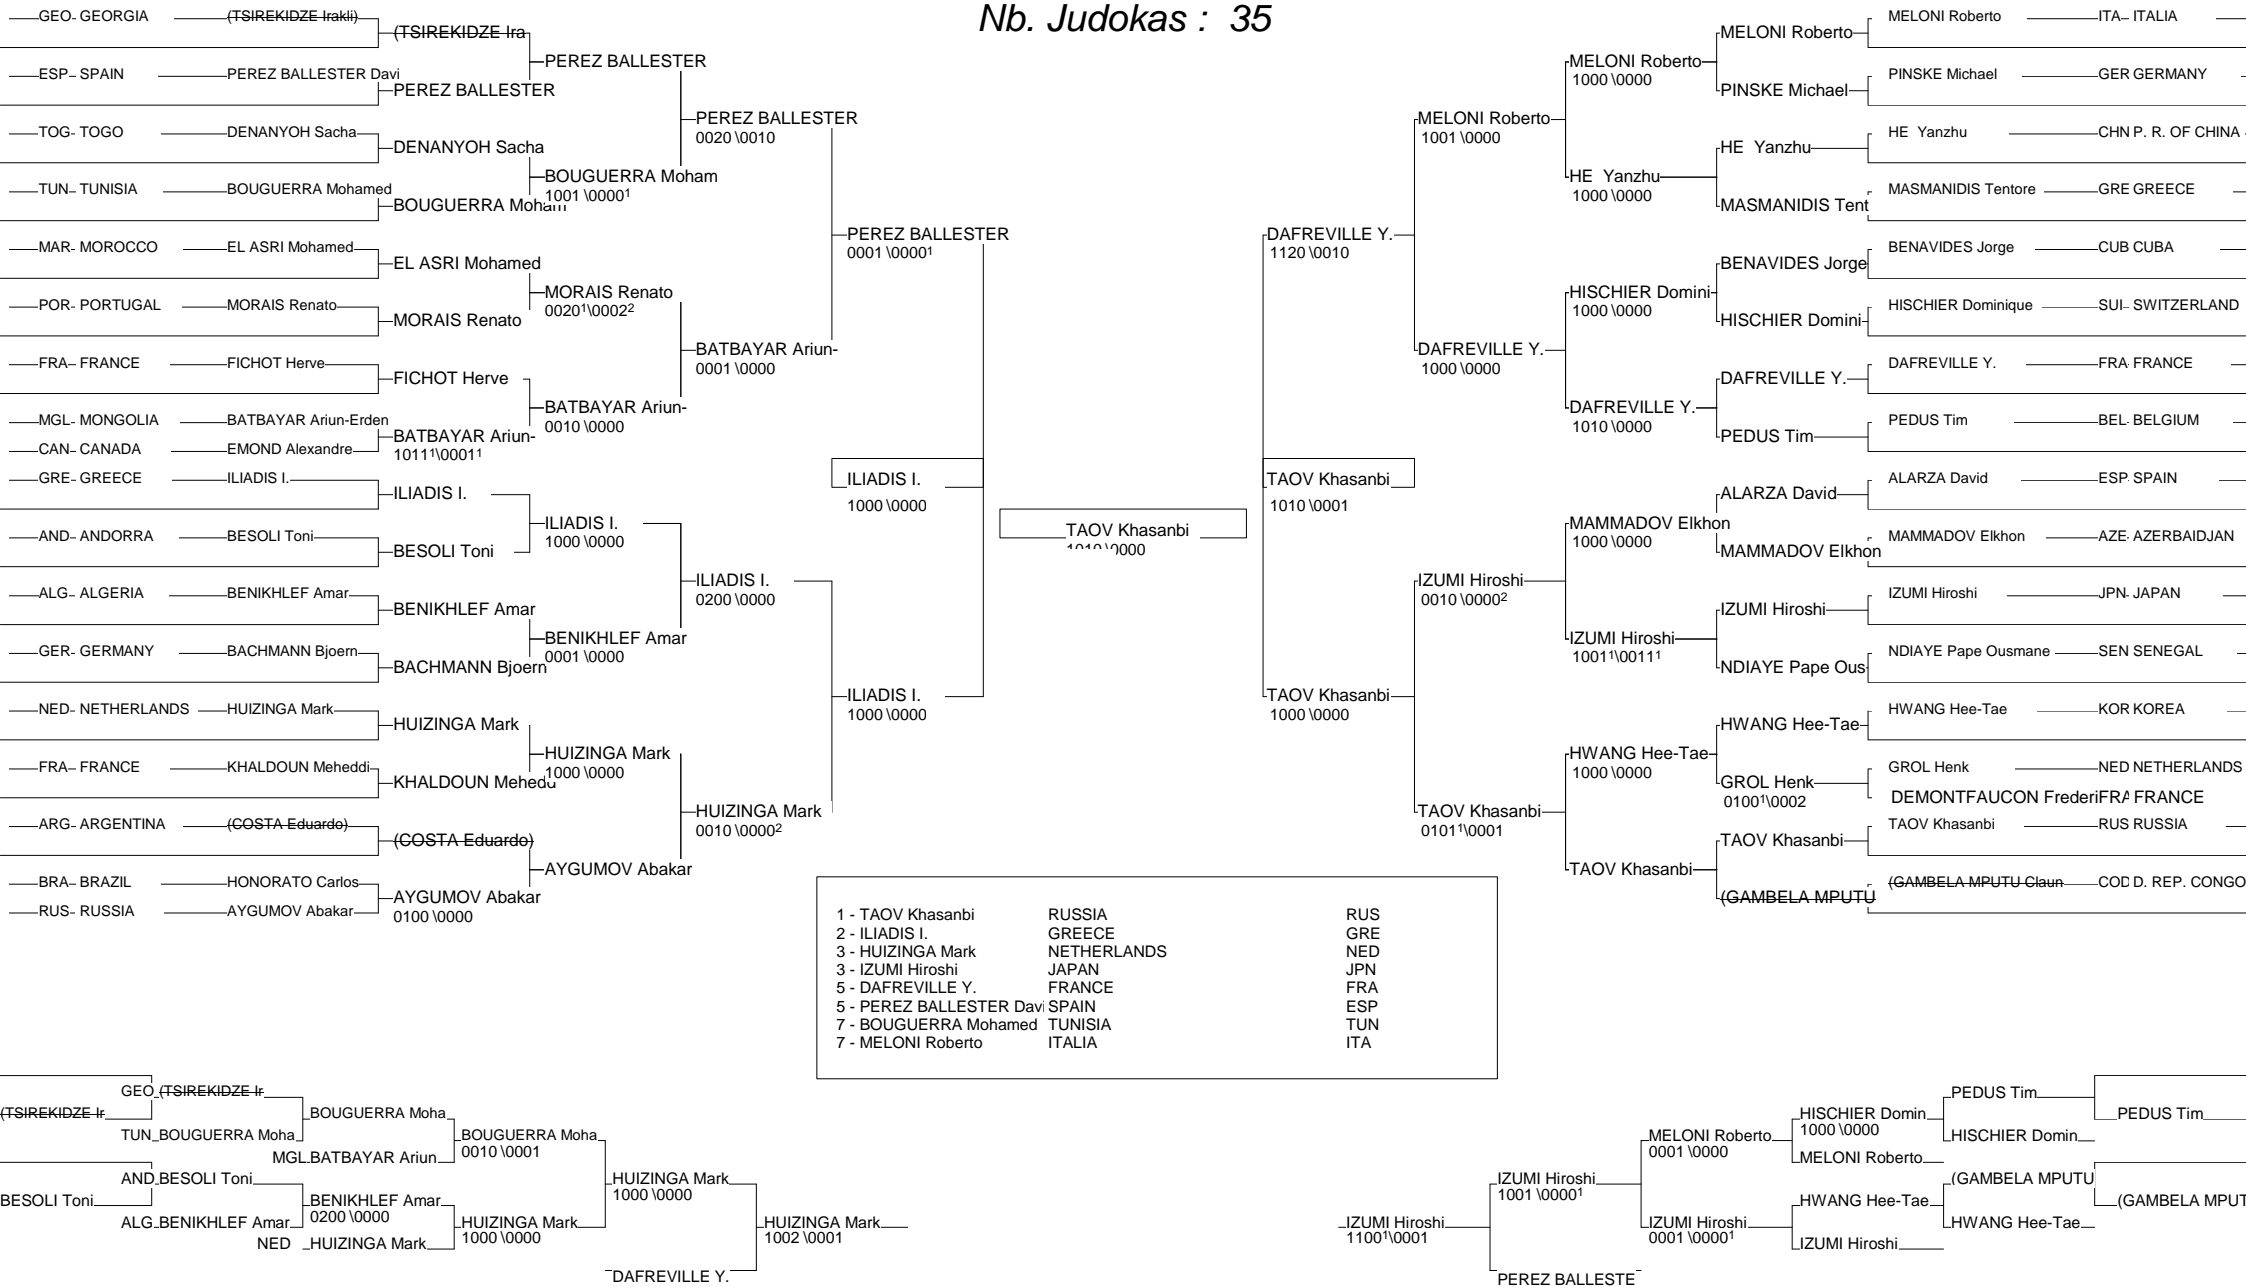 Nb. Judokas : 35
GEO GEORGIA (TSIREKIDZE Irakli)
ESP SPAIN PEREZ BALLESTER Davi
TOG TOGO DENANYOH Sacha
TUN TUNISIA BOUGUERRA Mohamed
MAR MOROCCO EL ASRI Mohamed
POR PORTUGAL MORAIS Renato
FRA FRANCE FICHOT Herve
MGL MONGOLIA BATBAYAR Ariun-Erden
CAN CANADA EMOND Alexandre
GRE GREECE ILIADIS I.
AND ANDORRA BESOLI Toni
ALG ALGERIA BENIKHLEF Amar
GER GERMANY BACHMANN Bjoern
NED NETHERLANDS HUIZINGA Mark
FRA FRANCE KHALDOUN Meheddi
ARG ARGENTINA (COSTA Eduardo)
BRA BRAZIL HONORATO Carlos
RUS RUSSIA AYGUMOV Abakar
(TSIREKIDZE Ira
PEREZ BALLESTER
DENANYOH Sacha
BOUGUERRA Moham
EL ASRI Mohamed
MORAIS Renato
FICHOT Herve
BATBAYAR Ariun-
1011¹\0001¹
ILIADIS I.
BESOLI Toni
BENIKHLEF Amar
BACHMANN Bjoern
HUIZINGA Mark
KHALDOUN Mehedd
(COSTA Eduardo)
AYGUMOV Abakar
0100 \0000
PEREZ BALLESTER
BOUGUERRA Moham
1001 \0000¹
MORAIS Renato
0020¹\0002²
BATBAYAR Ariun-
0010 \0000
ILIADIS I.
1000 \0000
BENIKHLEF Amar
0001 \0000
HUIZINGA Mark
1000 \0000
AYGUMOV Abakar
PEREZ BALLESTER
0020 \0010
BATBAYAR Ariun-
0001 \0000
ILIADIS I.
0200 \0000
HUIZINGA Mark
0010 \0000²
PEREZ BALLESTER
0001 \0000¹
ILIADIS I.
1000 \0000
ILIADIS I.
1000 \0000
TAOV Khasanbi
1010 \0000
DAFREVILLE Y.
1120 \0010
TAOV Khasanbi
1010 \0001
TAOV Khasanbi
1000 \0000
MELONI Roberto
1001 \0000
DAFREVILLE Y.
1000 \0000
IZUMI Hiroshi
0010 \0000²
TAOV Khasanbi
0101¹\0001
MELONI Roberto
1000 \0000
HE Yanzhu
1000 \0000
HISCHIER Domini
1000 \0000
DAFREVILLE Y.
1010 \0000
MAMMADOV Elkhon
1000 \0000
IZUMI Hiroshi
1001¹\0011¹
HWANG Hee-Tae
1000 \0000
TAOV Khasanbi
MELONI Roberto
PINSKE Michael
HE Yanzhu
MASMANIDIS Tent
BENAVIDES Jorge
HISCHIER Domini
DAFREVILLE Y.
PEDUS Tim
ALARZA David
MAMMADOV Elkhon
IZUMI Hiroshi
NDIAYE Pape Ous
HWANG Hee-Tae
GROL Henk
0100¹\0002
TAOV Khasanbi
(GAMBELA MPUTU
MELONI Roberto ITA ITALIA
PINSKE Michael GER GERMANY
HE Yanzhu CHN P. R. OF CHINA
MASMANIDIS Tentore GRE GREECE
BENAVIDES Jorge CUB CUBA
HISCHIER Dominique SUI SWITZERLAND
DAFREVILLE Y. FRA FRANCE
PEDUS Tim BEL BELGIUM
ALARZA David ESP SPAIN
MAMMADOV Elkhon AZE AZERBAIDJAN
IZUMI Hiroshi JPN JAPAN
NDIAYE Pape Ousmane SEN SENEGAL
HWANG Hee-Tae KOR KOREA
GROL Henk NED NETHERLANDS
DEMONTFAUCON Frederi FRA FRANCE
TAOV Khasanbi RUS RUSSIA
(GAMBELA MPUTU Claun COD D. REP. CONGO
1 - TAOV Khasanbi RUSSIA RUS
2 - ILIADIS I. GREECE GRE
3 - HUIZINGA Mark NETHERLANDS NED
3 - IZUMI Hiroshi JAPAN JPN
5 - DAFREVILLE Y. FRANCE FRA
5 - PEREZ BALLESTER Davi SPAIN ESP
7 - BOUGUERRA Mohamed TUNISIA TUN
7 - MELONI Roberto ITALIA ITA
(TSIREKIDZE Ir
BESOLI Toni
GEO (TSIREKIDZE Ir
TUN BOUGUERRA Moha
AND BESOLI Toni
ALG BENIKHLEF Amar
BOUGUERRA Moha
MGL BATBAYAR Ariun
BENIKHLEF Amar
0200 \0000
NED HUIZINGA Mark
BOUGUERRA Moha
0010 \0001
HUIZINGA Mark
1000 \0000
HUIZINGA Mark
1000 \0000
DAFREVILLE Y.
HUIZINGA Mark
1002 \0001
IZUMI Hiroshi
1100¹\0001
IZUMI Hiroshi
1001 \0000¹
PEREZ BALLESTE
MELONI Roberto
0001 \0000
IZUMI Hiroshi
0001 \0000¹
HISCHIER Domin
1000 \0000
MELONI Roberto
HWANG Hee-Tae
IZUMI Hiroshi
PEDUS Tim
HISCHIER Domin
(GAMBELA MPUTU
HWANG Hee-Tae
PEDUS Tim
(GAMBELA MPUT